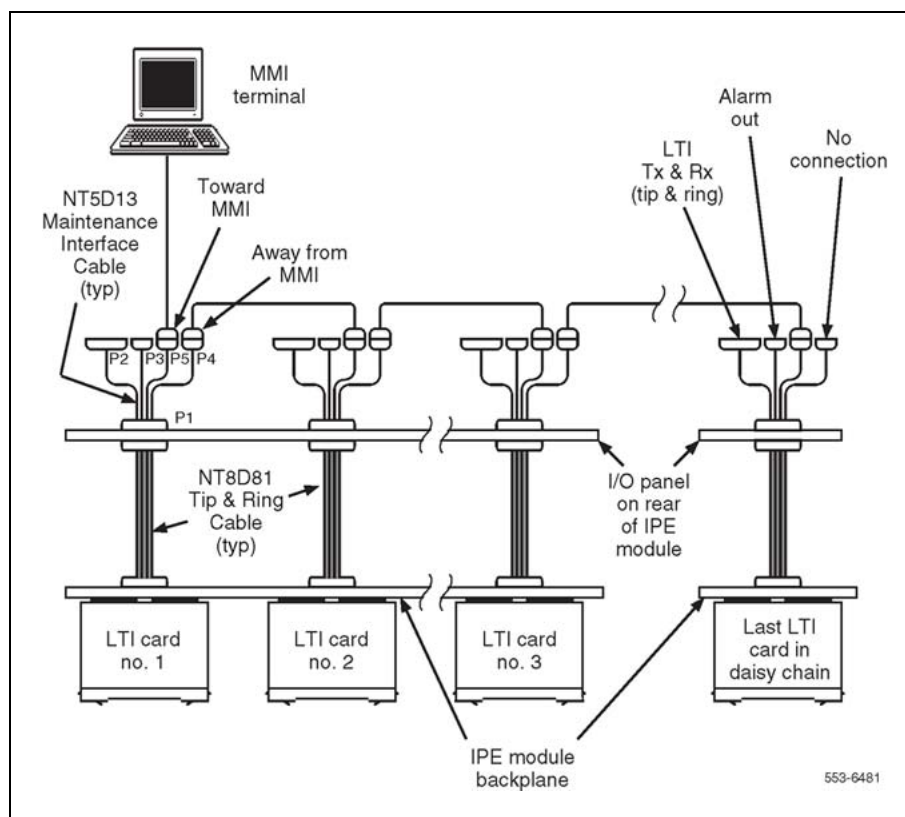 MMI
terminal
Alarm
out
No
connection
LTI
Tx & Rx
(tip & ring)
NT5D13
Maintenance
Interface
Cable
(typ)
Toward
MMI
Away from
MMI
P2 P3 P5 P4
P1
NT8D81
Tip & Ring
Cable
(typ)
I/O panel
on rear
of IPE
module
LTI card
no. 1
LTI card
no. 2
LTI card
no. 3
Last LTI
card in
daisy chain
IPE module
backplane
553-6481